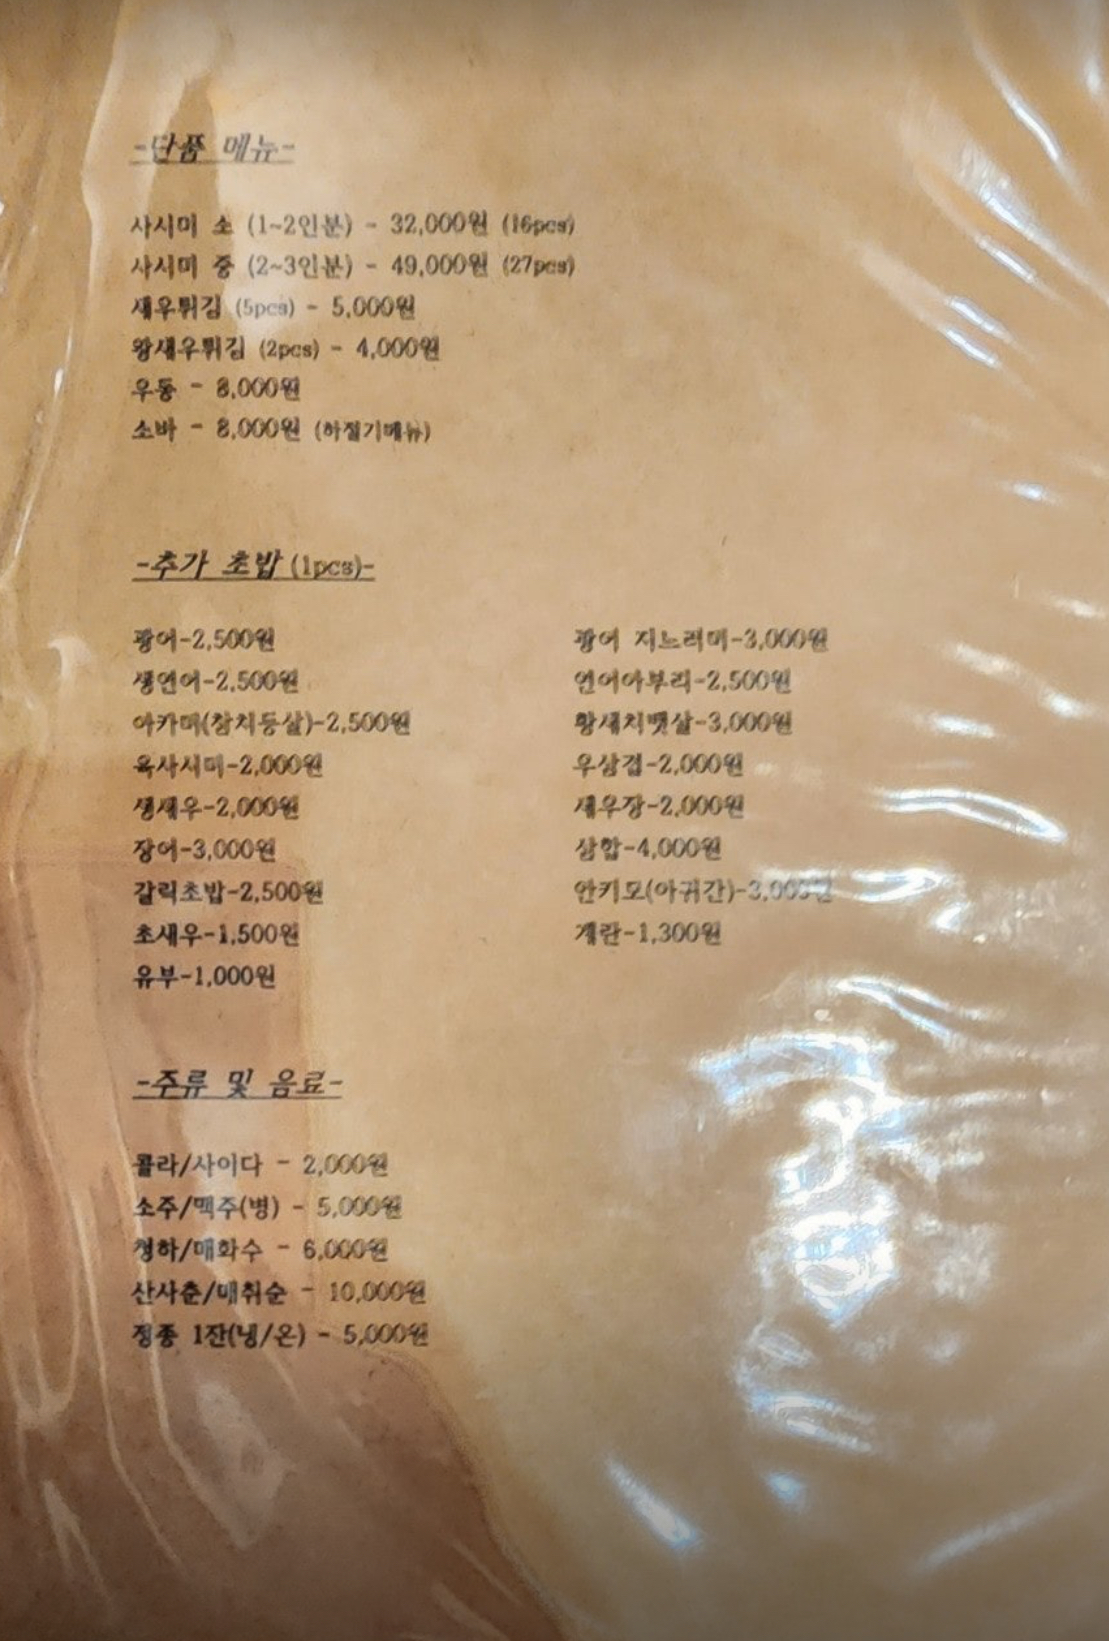 -단품 메뉴-
사시미 소 (1~2인분) - 32,000원 (16pcs)
사시미 중 (2~3인분) - 49,000원 (27pcs)
새우튀김 (5pcs) - 5,000원
왕새우튀김 (2pcs) - 4,000원
우동 - 8,000원
소바 - 8,000원 (하절기메뉴)
-추가 초밥 (1pcs)-
광어-2,500원
생연어-2,500원
아카미(참치등살)-2,500원
육사시미-2,000원
생새우-2,000원
장어-3,000원
갈릭초밥-2,500원
초새우-1,500원
유부-1,000원
광어 지느러미-3,000원
연어아부리-2,500원
황새치뱃살-3,000원
우삼겹-2,000원
새우장-2,000원
삼합-4,000원
안키모(아귀간)-3,000원
계란-1,300원
-주류 및 음료-
콜라/사이다 - 2,000원
소주/맥주(병) - 5,000원
청하/매화수 - 6,000원
산사춘/매취순 - 10,000원
정종 1잔(냉/온) - 5,000원